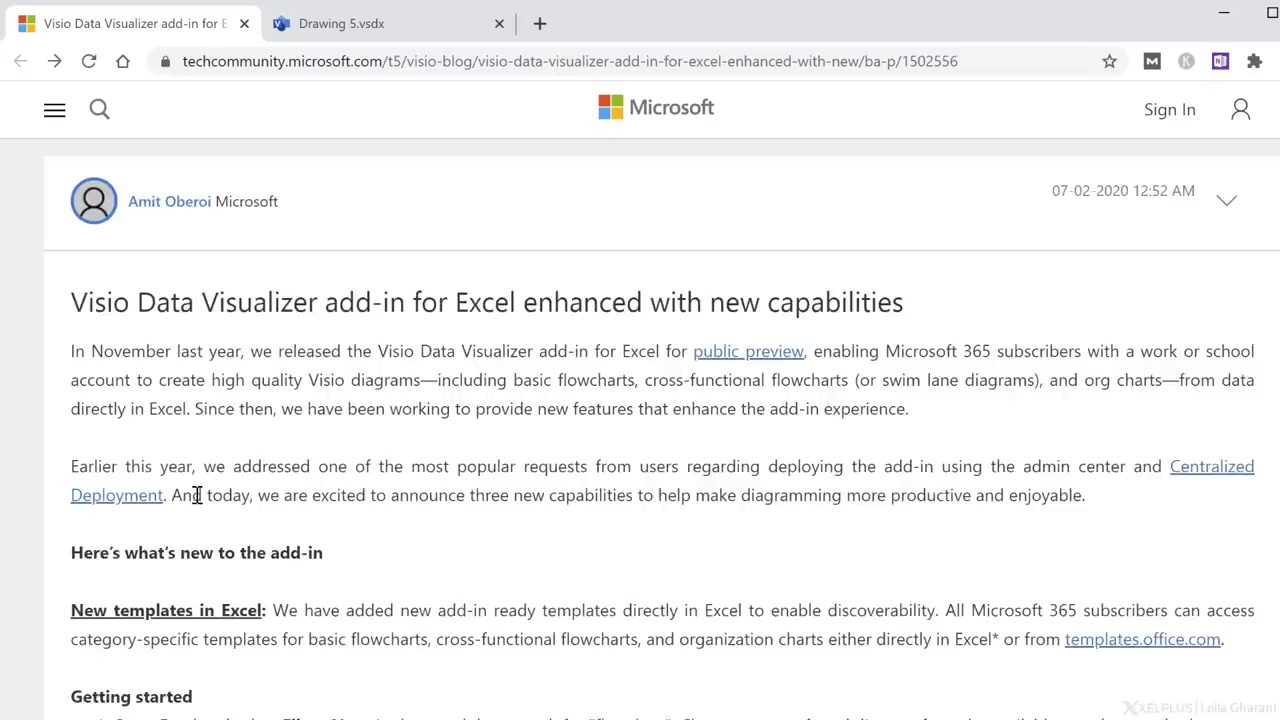 Visio Data Visualizer add-in for E
Drawing 5.vsdx
techcommunity.microsoft.com/t5/visio-blog/visio-data-visualizer-add-in-for-excel-enhanced-with-new/ba-p/1502556
Microsoft
Sign In
Amit Oberoi Microsoft
07-02-2020 12:52 AM
Visio Data Visualizer add-in for Excel enhanced with new capabilities
In November last year, we released the Visio Data Visualizer add-in for Excel for public preview, enabling Microsoft 365 subscribers with a work or school
account to create high quality Visio diagrams—including basic flowcharts, cross-functional flowcharts (or swim lane diagrams), and org charts—from data
directly in Excel. Since then, we have been working to provide new features that enhance the add-in experience.
Earlier this year, we addressed one of the most popular requests from users regarding deploying the add-in using the admin center and Centralized
Deployment. And today, we are excited to announce three new capabilities to help make diagramming more productive and enjoyable.
Here's what's new to the add-in
New templates in Excel: We have added new add-in ready templates directly in Excel to enable discoverability. All Microsoft 365 subscribers can access
category-specific templates for basic flowcharts, cross-functional flowcharts, and organization charts either directly in Excel* or from templates.office.com.
Getting started
XELPLUS | Leila Gharani